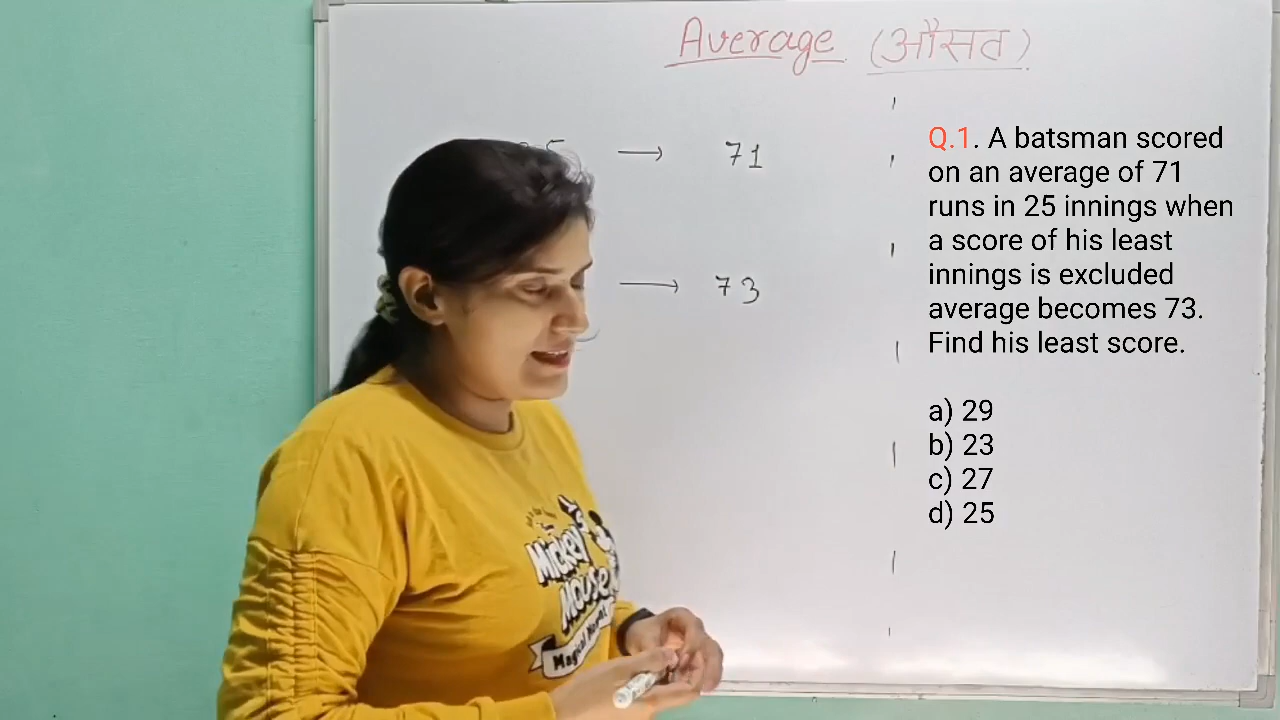 Average (औसत)
→ 71
→ 73
Q.1. A batsman scored
on an average of 71
runs in 25 innings when
a score of his least
innings is excluded
average becomes 73.
Find his least score.
a) 29
b) 23
c) 27
d) 25
Mickey
Mouse